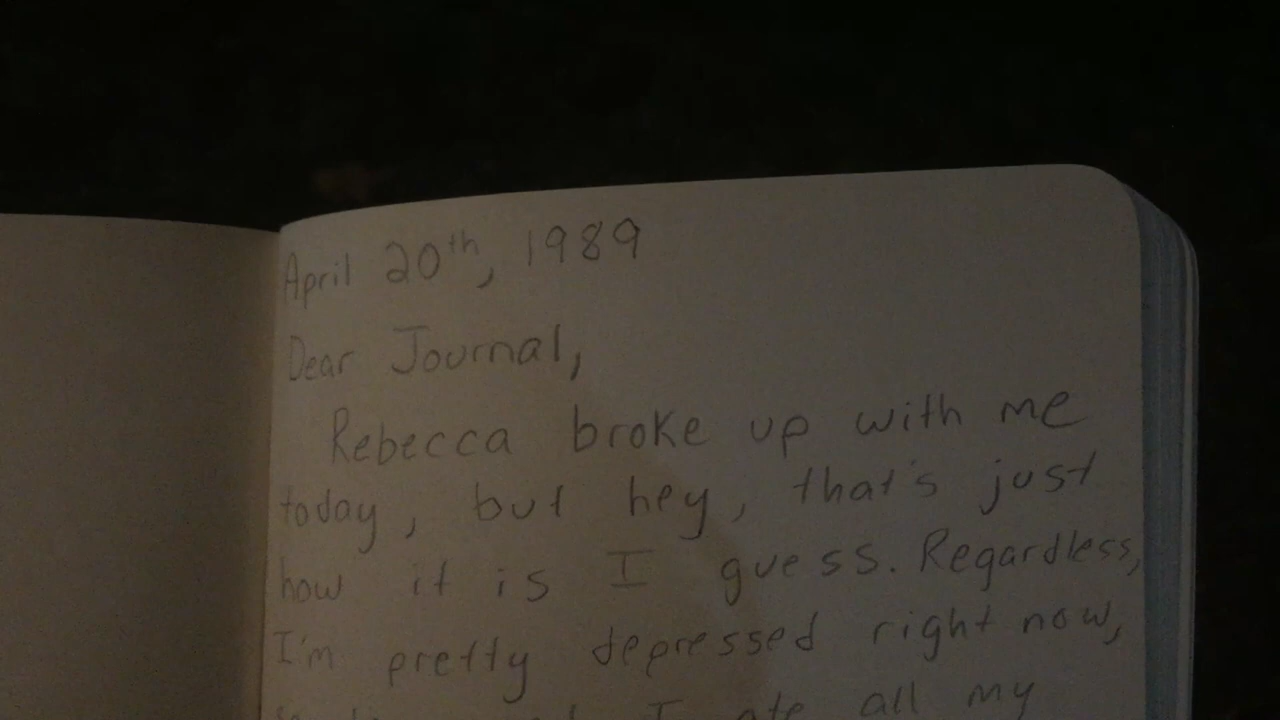 April 20th, 1989
Dear Journal,
Rebecca broke up with me
today, but hey, that's just
how it is I guess. Regardless,
I'm pretty depressed right now,
I ate all my